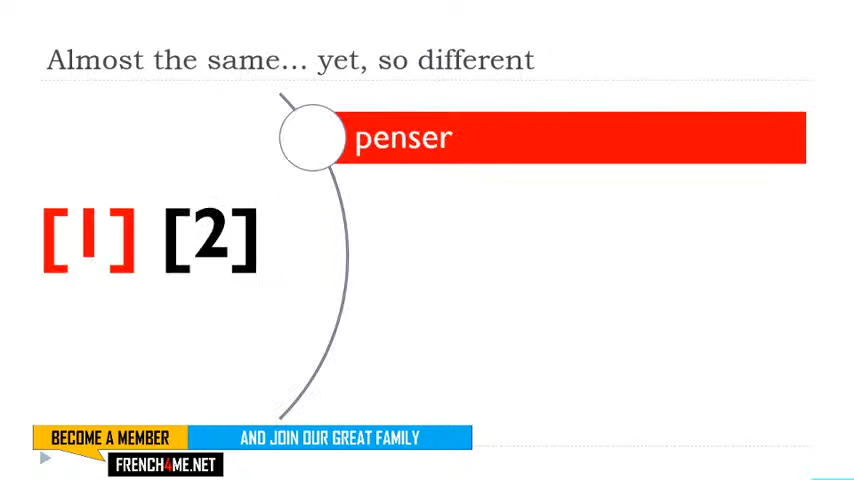 Almost the same... yet, so different
penser
[1] [2]
BECOME A MEMBER
AND JOIN OUR GREAT FAMILY
FRENCH4ME.NET